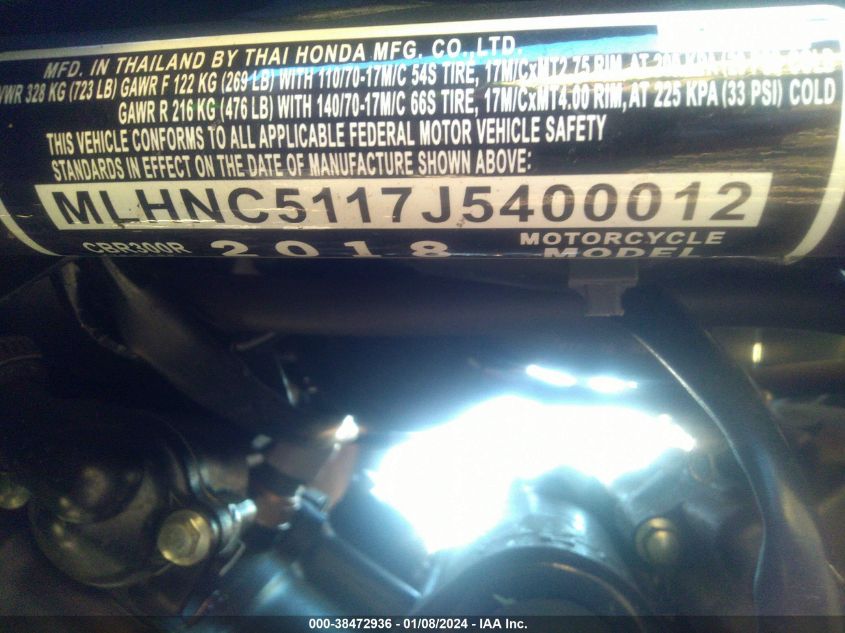 MFD. IN THAILAND BY THAI HONDA MFG. CO.,LTD.
VWR 328 KG (723 LB) GAWR F 122 KG (269 LB) WITH 110/70-17M/C 54S TIRE, 17M/CxMT2.75 RIM, AT KPA COLD
GAWR R 216 KG (476 LB) WITH 140/70-17M/C 66S TIRE, 17M/CxMT4.00 RIM, AT 225 KPA (33 PSI) COLD
THIS VEHICLE CONFORMS TO ALL APPLICABLE FEDERAL MOTOR VEHICLE SAFETY
STANDARDS IN EFFECT ON THE DATE OF MANUFACTURE SHOWN ABOVE:
MLHNC5117J5400012
CBR300R 2018 MOTORCYCLE
MODEL
000-38472936 - 01/08/2024 - IAA Inc.